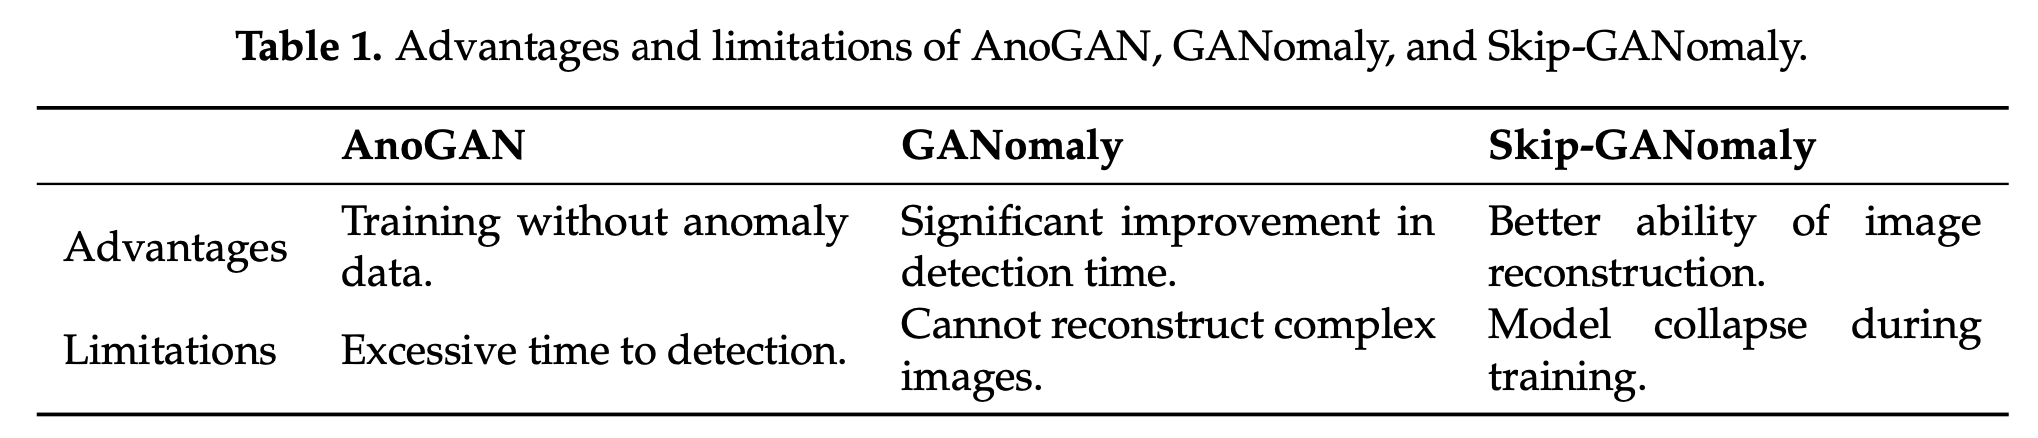 Table 1. Advantages and limitations of AnoGAN, GANomaly, and Skip-GANomaly.
AnoGAN GANomaly Skip-GANomaly
Advantages
Training without anomaly
data.
Significant improvement in
detection time.
Better ability of image
reconstruction.
Limitations
Excessive time to detection.
Cannot reconstruct complex
images.
Model collapse during
training.